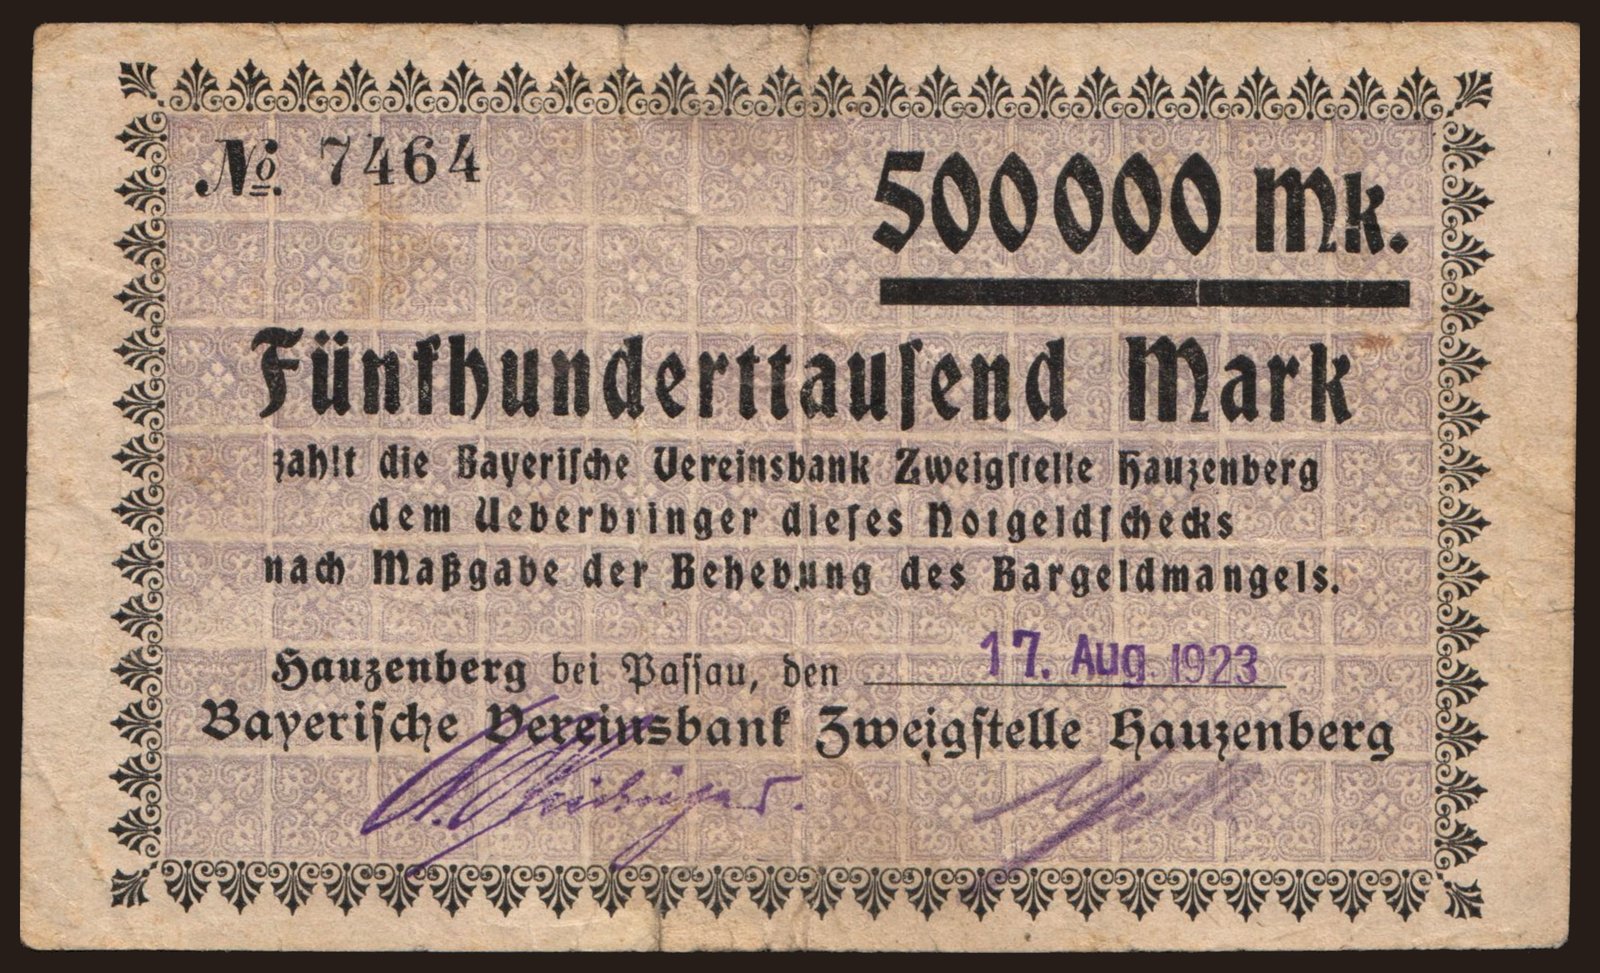 No. 7464
500000 Mk.
Fünfhunderttausend Mark
zahlt die Bayerische Vereinsbank Zweigstelle Hauzenberg
dem Ueberbringer dieses Notgeldschecks
nach Maßgabe der Behebung des Bargeldmangels.
Hauzenberg bei Passau, den 17. Aug. 1923
Bayerische Vereinsbank Zweigstelle Hauzenberg